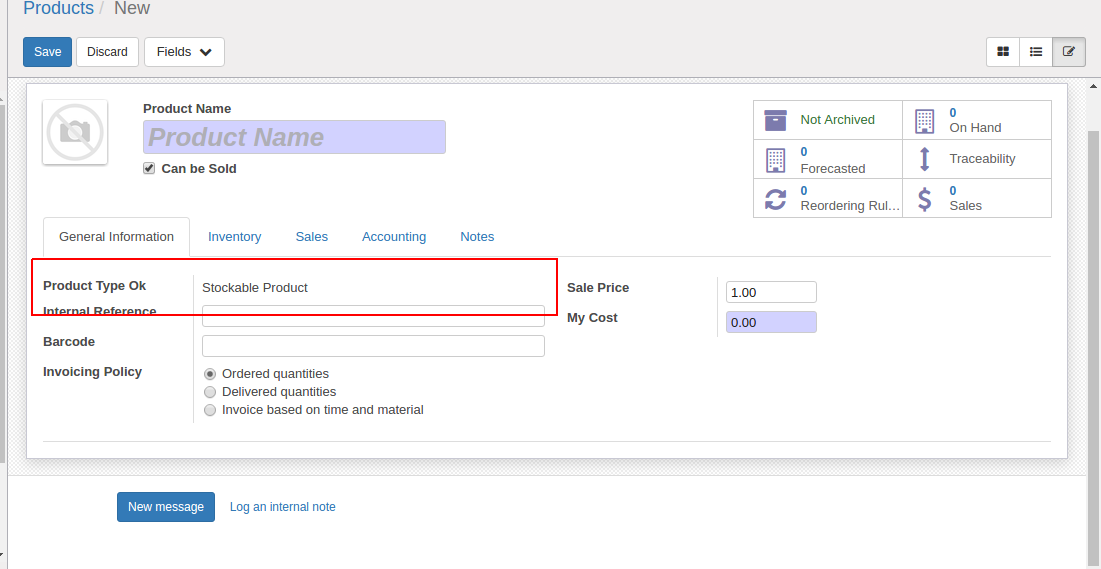 Products / New
Save
Discard
Fields
Product Name
Product Name
Can be Sold
Not Archived
0
On Hand
0
Forecasted
Traceability
0
Reordering Rul...
0
Sales
General Information
Inventory
Sales
Accounting
Notes
Product Type Ok
Stockable Product
Internal Reference
Barcode
Invoicing Policy
Ordered quantities
Delivered quantities
Invoice based on time and material
Sale Price
1.00
My Cost
0.00
New message
Log an internal note